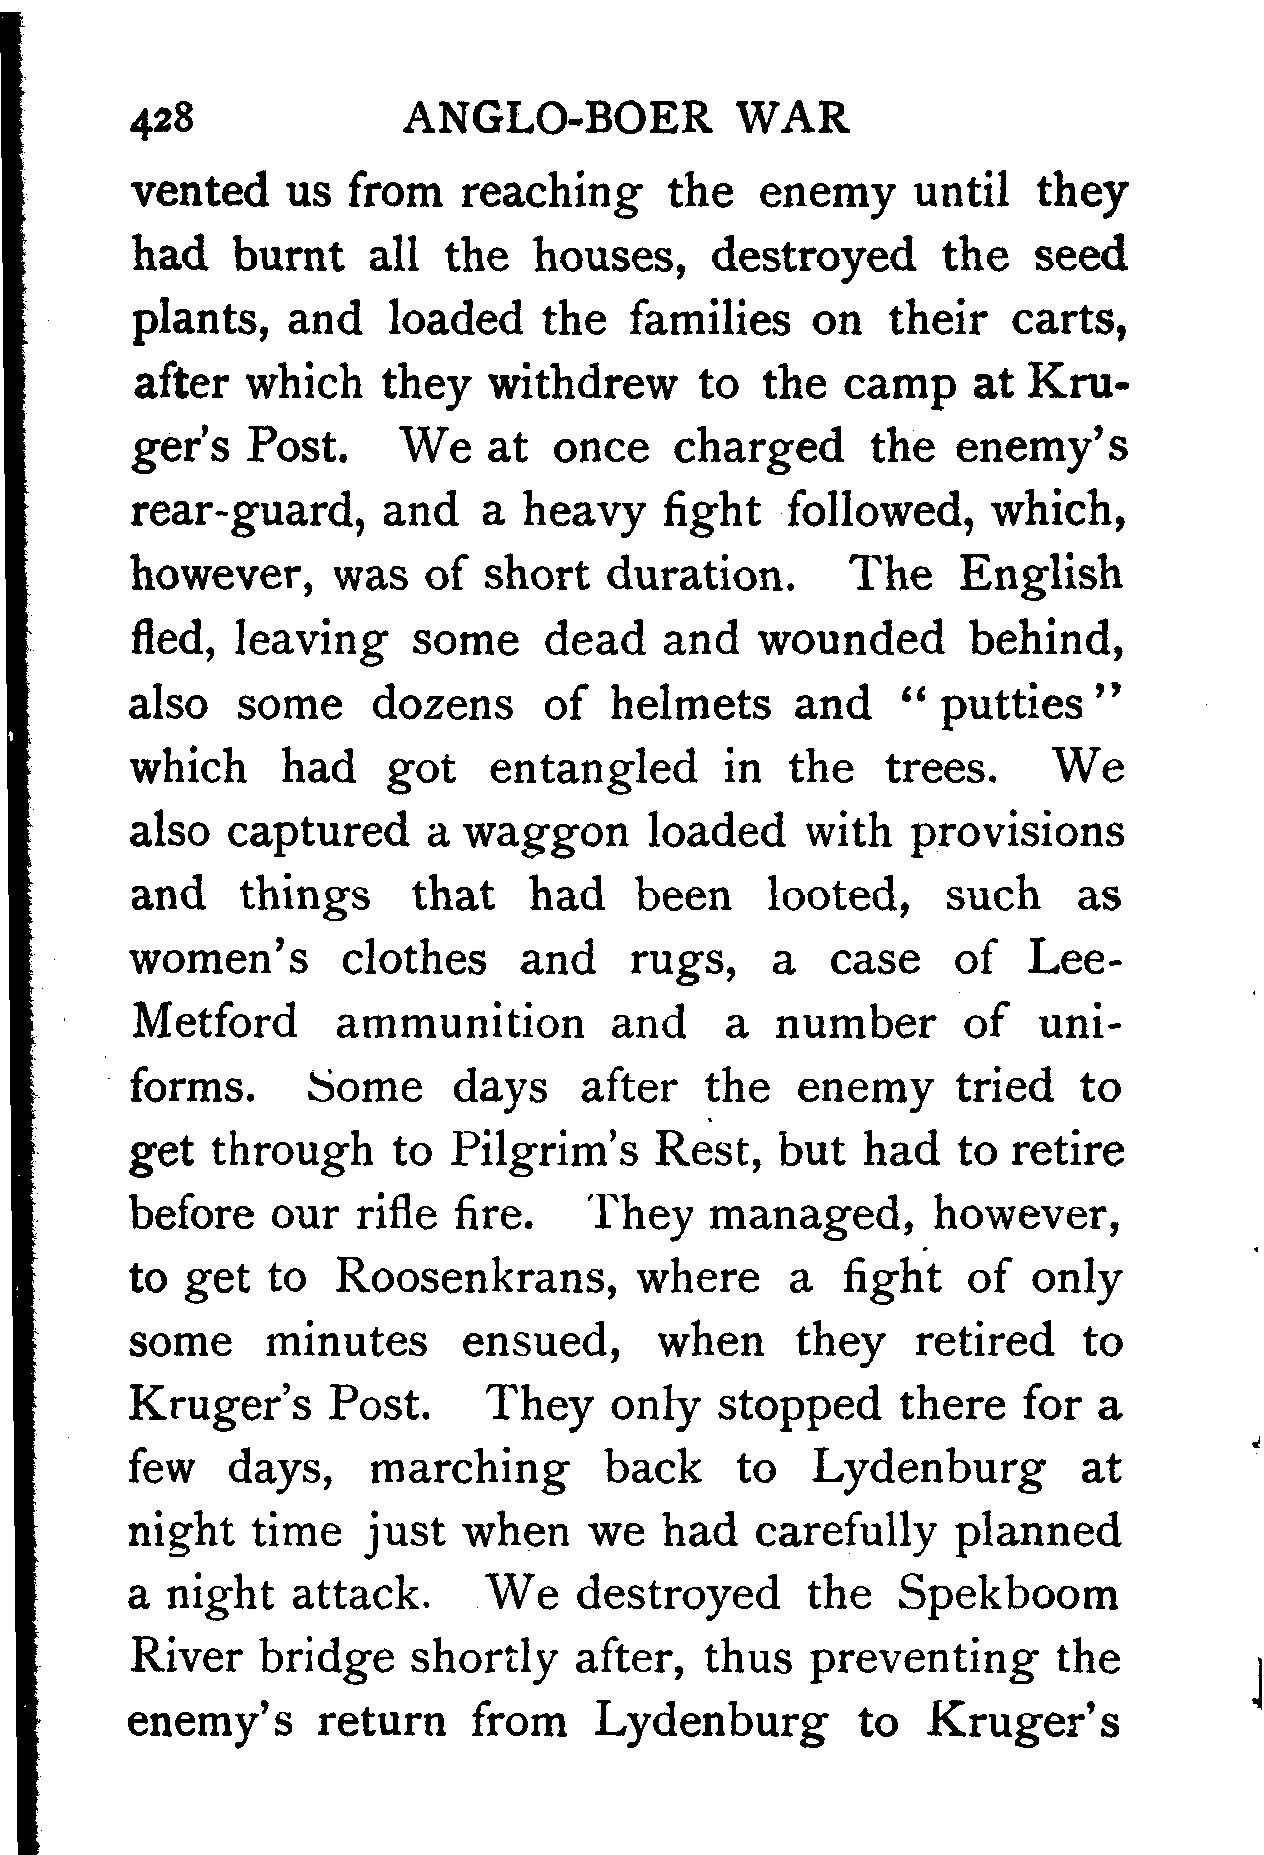 428 ANGLO-BOER WAR
vented us from reaching the enemy until they
had burnt all the houses, destroyed the seed
plants, and loaded the families on their carts,
after which they withdrew to the camp at Kru-
ger's Post. We at once charged the enemy's
rear-guard, and a heavy fight followed, which,
however, was of short duration. The English
fled, leaving some dead and wounded behind,
also some dozens of helmets and “ putties ”
which had got entangled in the trees. We
also captured a waggon loaded with provisions
and things that had been looted, such as
women's clothes and rugs, a case of Lee-
Metford ammunition and a number of uni-
forms. Some days after the enemy tried to
get through to Pilgrim's Rest, but had to retire
before our rifle fire. They managed, however,
to get to Roosenkrans, where a fight of only
some minutes ensued, when they retired to
Kruger's Post. They only stopped there for a
few days, marching back to Lydenburg at
night time just when we had carefully planned
a night attack. We destroyed the Spekboom
River bridge shortly after, thus preventing the
enemy's return from Lydenburg to Kruger's